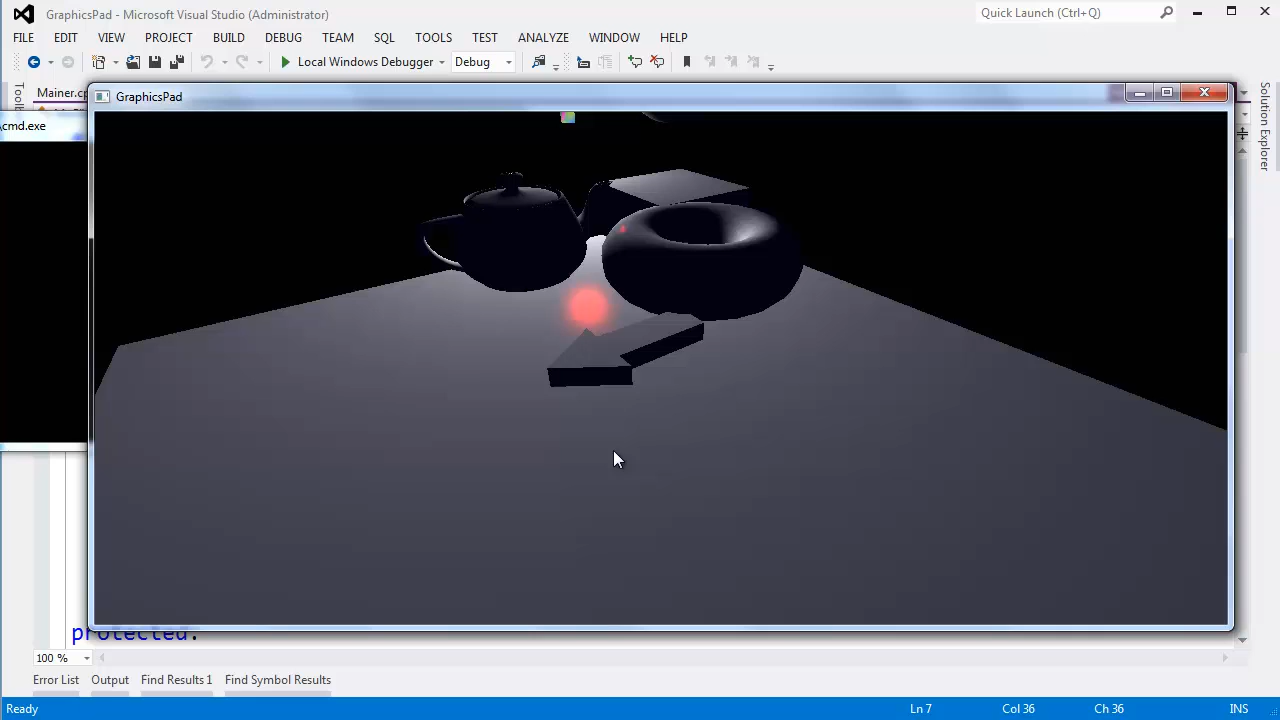 GraphicsPad - Microsoft Visual Studio (Administrator)
Quick Launch (Ctrl+Q)
FILE EDIT VIEW PROJECT BUILD DEBUG TEAM SQL TOOLS TEST ANALYZE WINDOW HELP
Local Windows Debugger Debug
Mainer.cp
GraphicsPad
\cmd.exe
Solution Explorer
protected:
100 %
Error List Output Find Results 1 Find Symbol Results
Ready Ln 7 Col 36 Ch 36 INS